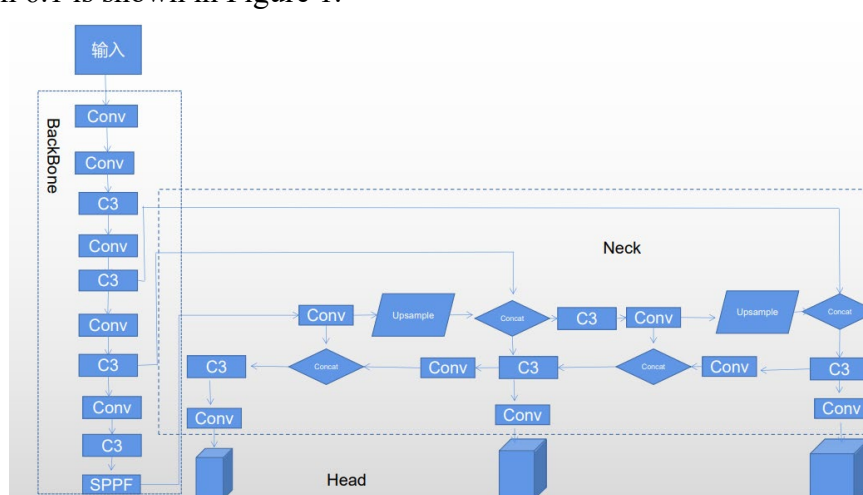 6.1 is shown in Figure 1.
输入
BackBone
Conv
Conv
C3
Conv
C3
Conv
C3
Conv
C3
SPPF
Neck
Conv
Upsample
Concat
C3
Conv
Upsample
Concat
C3
Concat
Conv
C3
Concat
Conv
C3
Conv
Conv
Conv
Head